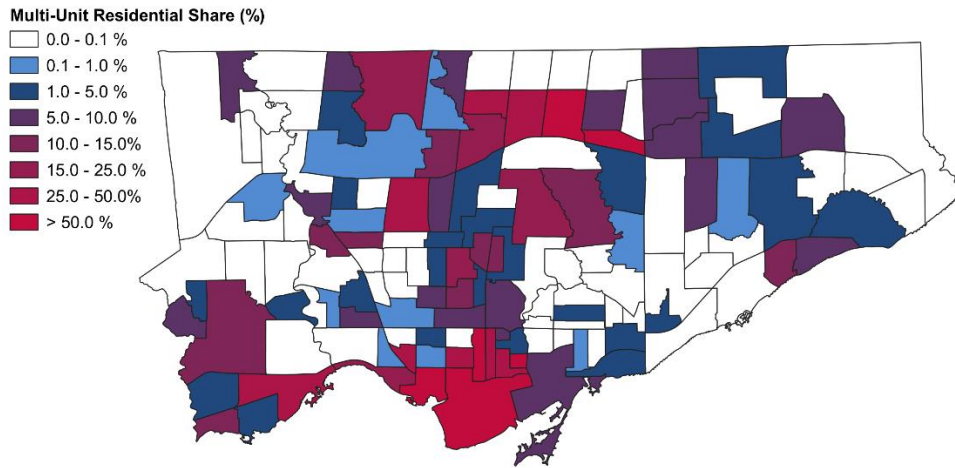 Multi-Unit Residential Share (%)
0.0 - 0.1 %
0.1 - 1.0 %
1.0 - 5.0 %
5.0 - 10.0 %
10.0 - 15.0%
15.0 - 25.0 %
25.0 - 50.0%
> 50.0 %